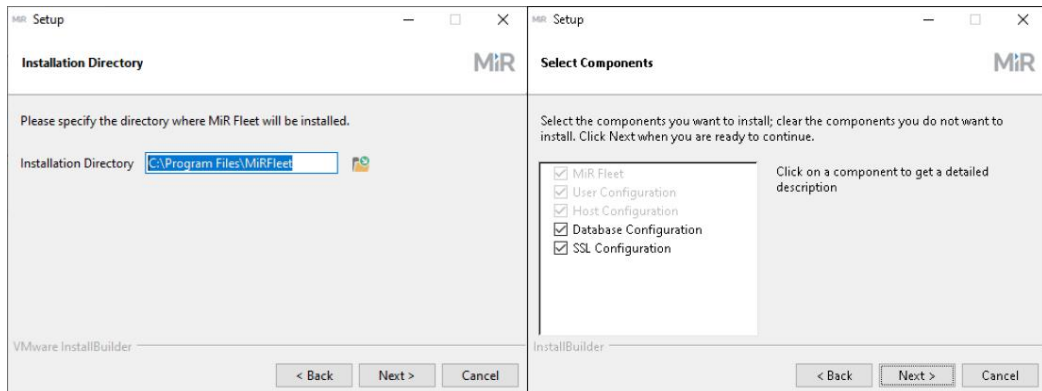 MiR Setup
Installation Directory
MiR
Please specify the directory where MiR Fleet will be installed.
Installation Directory C:\Program Files\MiRFleet
VMware InstallBuilder
< Back Next > Cancel
MiR Setup
Select Components
MiR
Select the components you want to install; clear the components you do not want to
install. Click Next when you are ready to continue.
MiR Fleet
User Configuration
Host Configuration
Database Configuration
SSL Configuration
Click on a component to get a detailed
description
InstallBuilder
< Back Next > Cancel